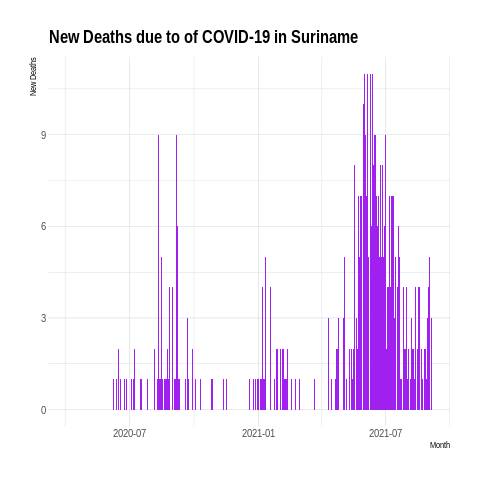 New Deaths due to of COVID-19 in Suriname
New Deaths
9
6
3
0
2020-07
2021-01
2021-07
Month